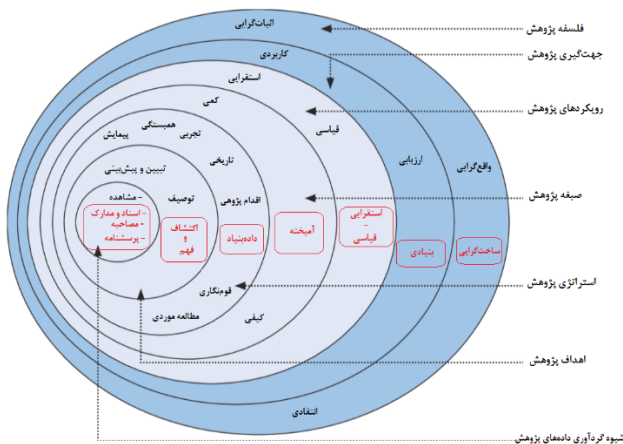 اثبات‌گرایی
فلسفه پژوهش
کاربردی
جهت‌گیری پژوهش
استقرایی
کمی
رویکردهای پژوهش
قیاسی
همبستگی
پیمایش
تجربی
ارزیابی
واقع‌گرایی
تاریخی
تبیین و پیش‌بینی
صبغه پژوهش
- مشاهده
توصیف
اقدام پژوهی
- اسناد و مدارک
- مصاحبه
- پرسشنامه
اکتشاف
و
فهم
داده‌بنیاد
آمیخته
استقرایی
-
قیاسی
بنیادی
ساخت‌گرایی
استراتژی پژوهش
قوم‌نگاری
مطالعه موردی
کیفی
اهداف پژوهش
انتقادی
شیوه گردآوری داده‌های پژوهش